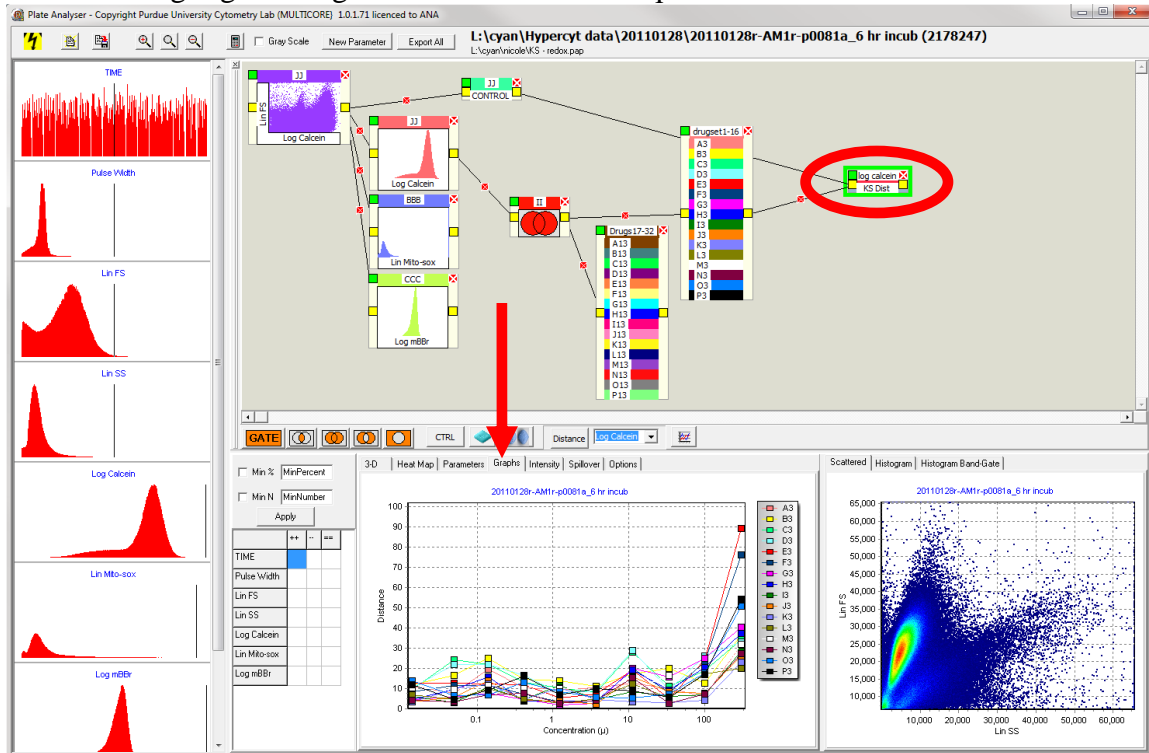 Plate Analyser - Copyright Purdue University Cytometry Lab (MULTICORE) 1.0.1.71 licenced to ANA
Gray Scale New Parameter Export All
L:\cyan\Hypercyt data\20110128\20110128r-AM1r-p0081a_6 hr incub (2178247)
L:\cyan\nicole\KS - redox.pap
TIME
Pulse Width
Lin FS
Lin SS
Log Calcein
Lin Mito-sox
Log mBBr
JJ
Lin FS
Log Calcein
JJ
CONTROL
JJ
Log Calcein
BBB
Lin Mito-sox
CCC
Log mBBr
II
Drugs17-32
A13
B13
C13
D13
E13
F13
G13
H13
I13
J13
K13
L13
M13
N13
O13
P13
drugset1-16
A3
B3
C3
D3
E3
F3
G3
H3
I3
J3
K3
L3
M3
N3
O3
P3
log calcein
KS Dist
GATE CTRL Distance Log Calcein
Min % MinPercent
Min N MinNumber
Apply
++ -- ==
TIME
Pulse Width
Lin FS
Lin SS
Log Calcein
Lin Mito-sox
Log mBBr
3-D Heat Map Parameters Graphs Intensity Spillover Options
20110128r-AM1r-p0081a_6 hr incub
Distance
100
90
80
70
60
50
40
30
20
10
0
0.1 1 10 100
Concentration (µ)
A3
B3
C3
D3
E3
F3
G3
H3
I3
J3
K3
L3
M3
N3
O3
P3
Scattered Histogram Histogram Band-Gate
20110128r-AM1r-p0081a_6 hr incub
Lin FS
65,000
60,000
55,000
50,000
45,000
40,000
35,000
30,000
25,000
20,000
15,000
10,000
10,000 20,000 30,000 40,000 50,000 60,000
Lin SS